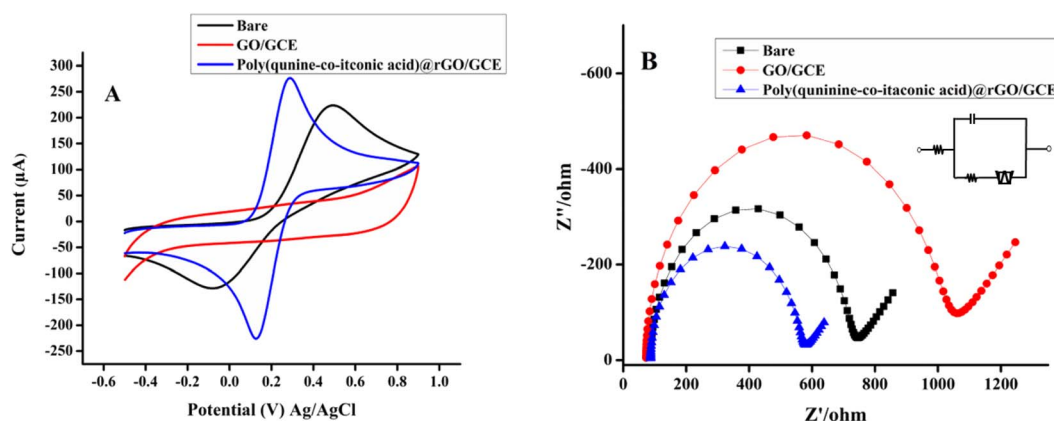 Bare
GO/GCE
Poly(qunine-co-itconic acid)@rGO/GCE
A
300
250
200
150
100
50
0
-50
-100
-150
-200
-250
Current (µA)
-0.6 -0.4 -0.2 0.0 0.2 0.4 0.6 0.8 1.0
Potential (V) Ag/AgCl
B
Bare
GO/GCE
Poly(quninine-co-itaconic acid)@rGO/GCE
-600
-400
-200
0
Z''/ohm
0 200 400 600 800 1000 1200
Z'/ohm